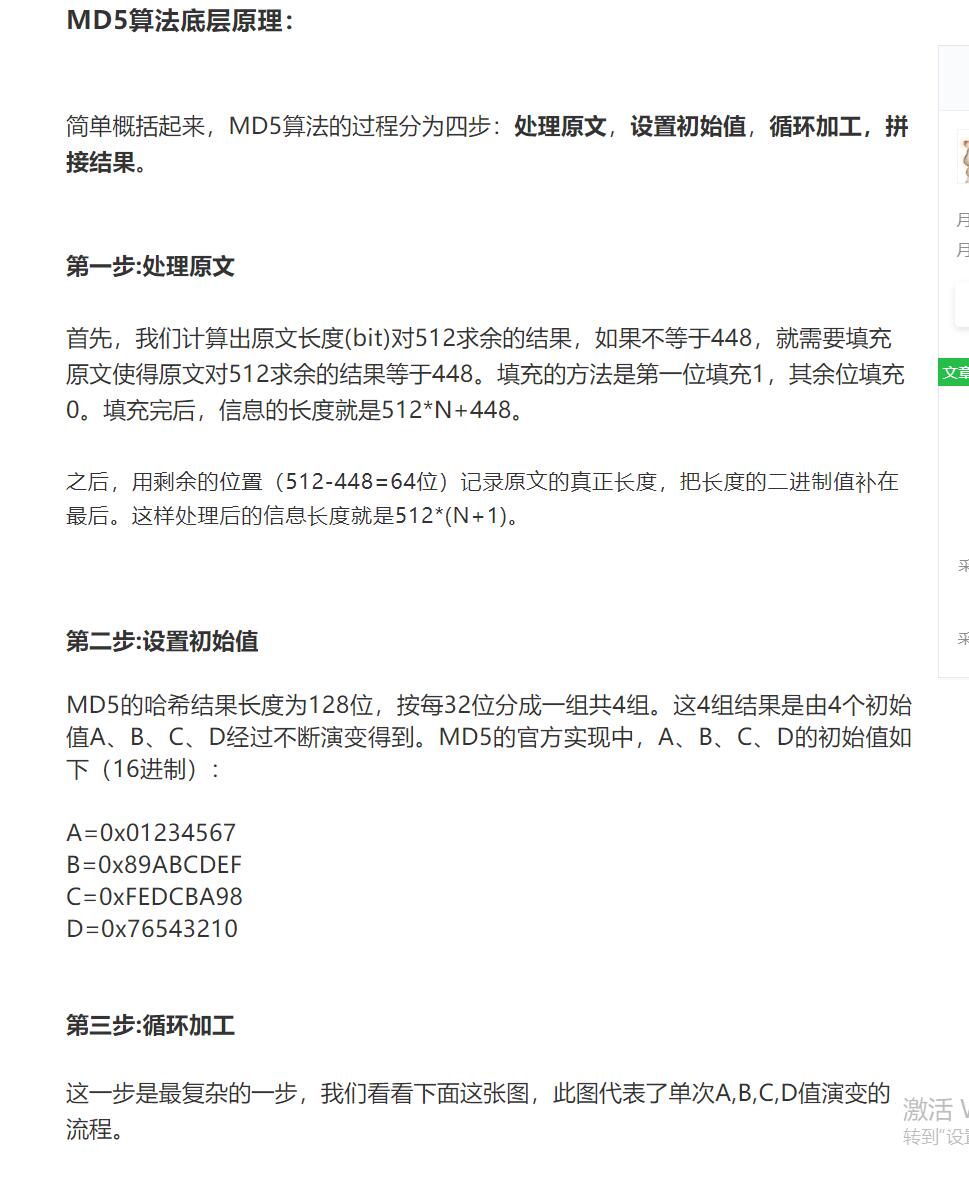 MD5算法底层原理：
简单概括起来，MD5算法的过程分为四步：处理原文，设置初始值，循环加工，拼
接结果。
第一步:处理原文
首先，我们计算出原文长度(bit)对512求余的结果，如果不等于448，就需要填充
原文使得原文对512求余的结果等于448。填充的方法是第一位填充1，其余位填充
0。填充完后，信息的长度就是512*N+448。
之后，用剩余的位置（512-448=64位）记录原文的真正长度，把长度的二进制值补在
最后。这样处理后的信息长度就是512*(N+1)。
第二步:设置初始值
MD5的哈希结果长度为128位，按每32位分成一组共4组。这4组结果是由4个初始
值A、B、C、D经过不断演变得到。MD5的官方实现中，A、B、C、D的初始值如
下（16进制）：
A=0x01234567
B=0x89ABCDEF
C=0xFEDCBA98
D=0x76543210
第三步:循环加工
这一步是最复杂的一步，我们看看下面这张图，此图代表了单次A,B,C,D值演变的
流程。
月
月
文章
采
采
激活
转到"设